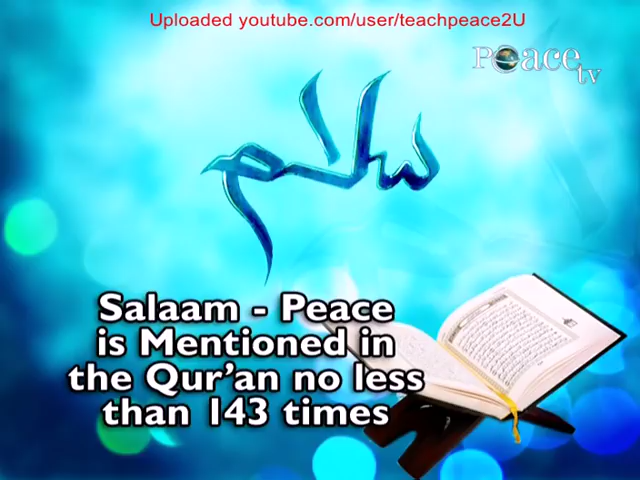 Uploaded youtube.com/user/teachpeace2U
Peace
tv
سلام
Salaam - Peace
is Mentioned in
the Qur'an no less
than 143 times